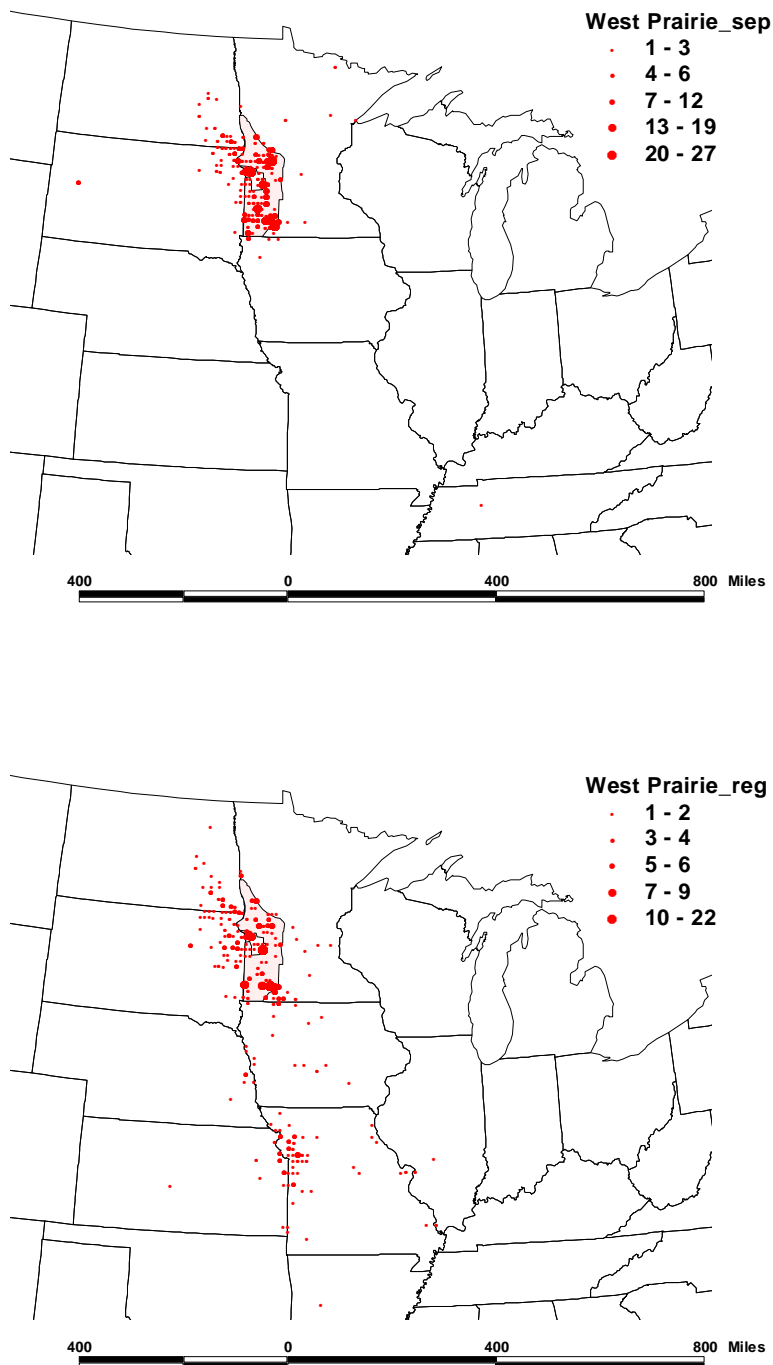 West Prairie_sep
1 - 3
4 - 6
7 - 12
13 - 19
20 - 27
400 0 400 800 Miles
West Prairie_reg
1 - 2
3 - 4
5 - 6
7 - 9
10 - 22
400 0 400 800 Miles